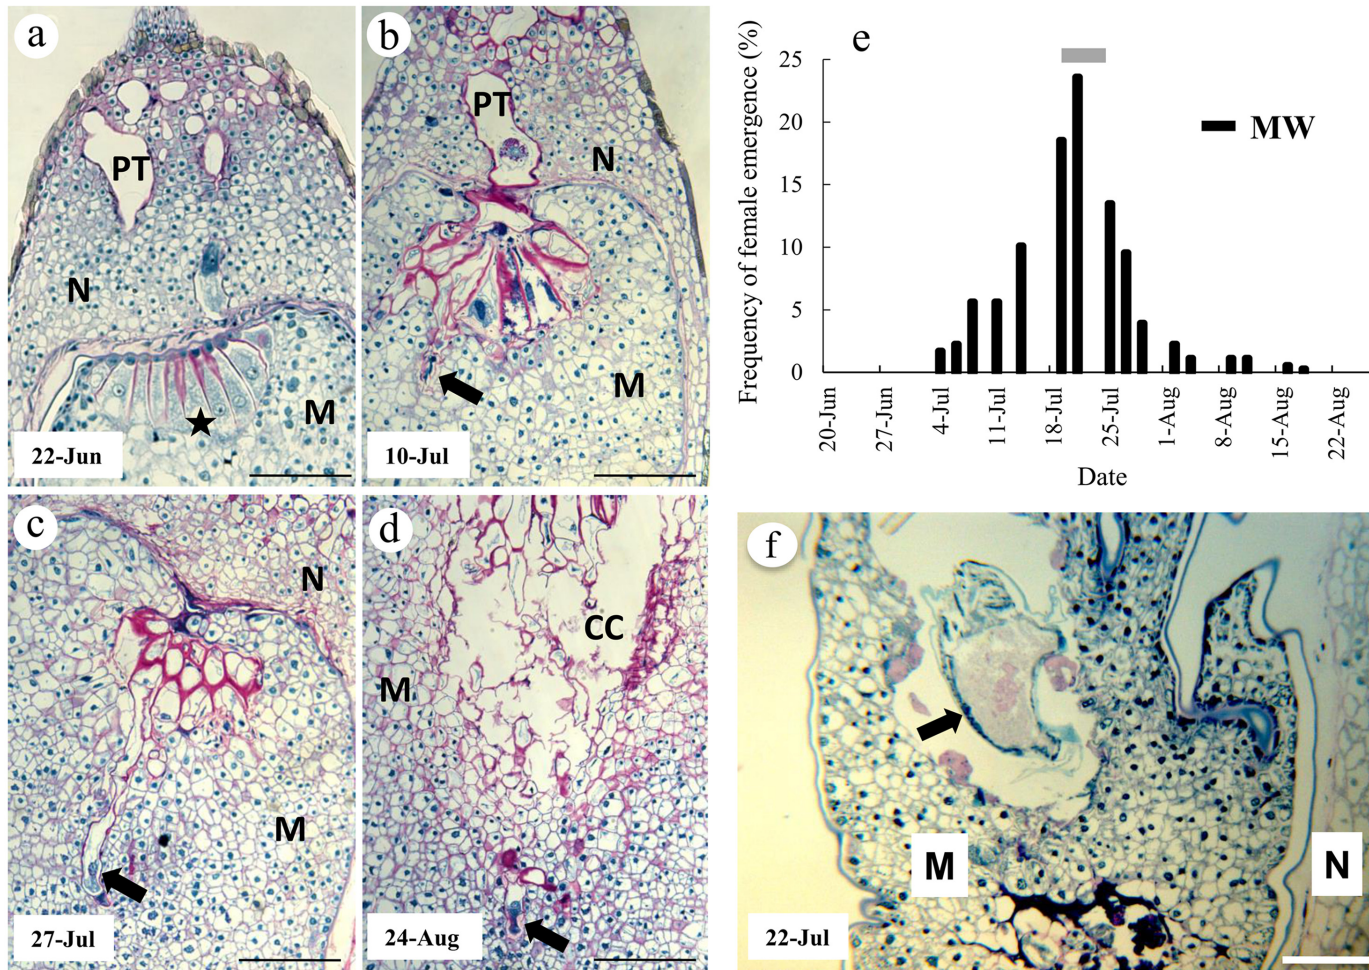 a
PT
N
M
22-Jun
b
PT
N
M
10-Jul
c
N
M
27-Jul
d
CC
M
24-Aug
e
Frequency of female emergence (%)
25
20
15
10
5
0
MW
20-Jun
27-Jun
4-Jul
11-Jul
18-Jul
25-Jul
1-Aug
8-Aug
15-Aug
22-Aug
Date
f
M
N
22-Jul